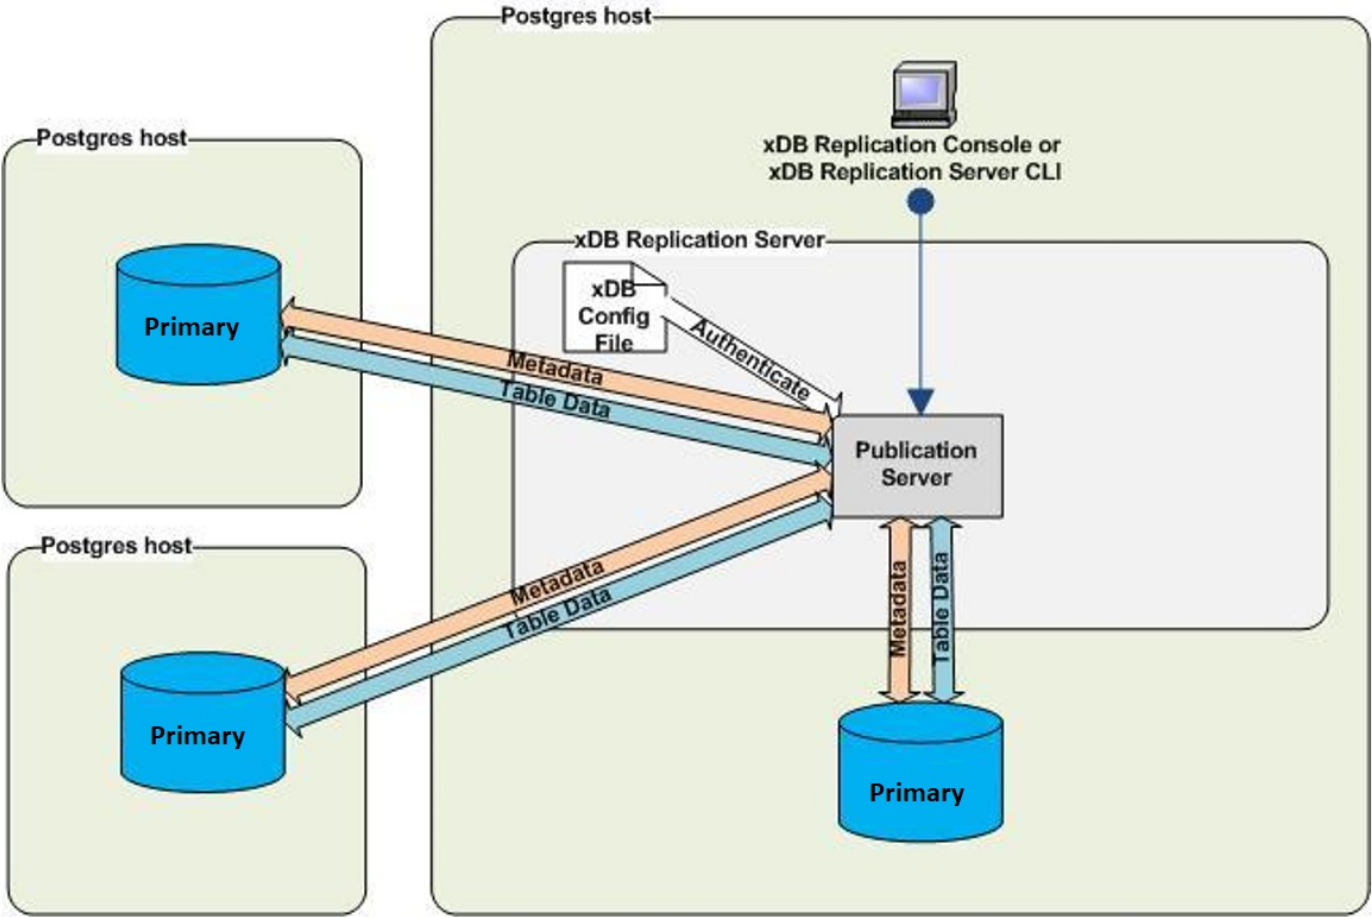 Postgres host
xDB Replication Console or
xDB Replication Server CLI
Postgres host
xDB Replication Server
xDB
Config
File
Authenticate
Primary
Metadata
Table Data
Publication
Server
Postgres host
Metadata
Table Data
Metadata
Table Data
Primary
Primary